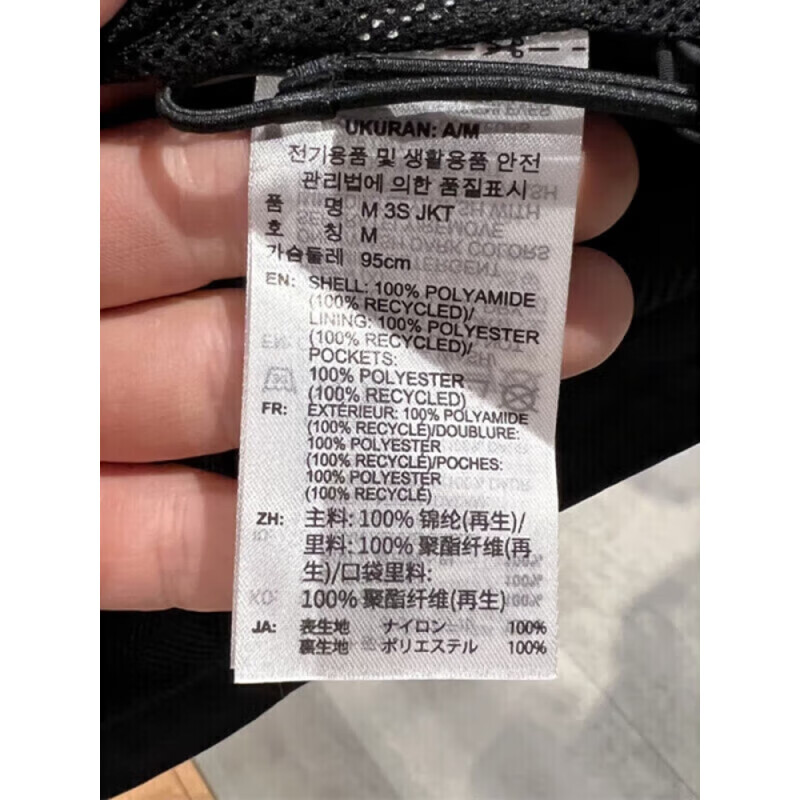 UKURAN: A/M
전기용품 및 생활용품 안전
관리법에 의한 품질표시
품 명 M 3S JKT
호 칭 M
가슴둘레 95cm
EN: SHELL: 100% POLYAMIDE
(100% RECYCLED)/
LINING: 100% POLYESTER
(100% RECYCLED)/
POCKETS:
100% POLYESTER
(100% RECYCLED)
FR: EXTÉRIEUR: 100% POLYAMIDE
(100% RECYCLÉ)/DOUBLURE:
100% POLYESTER
(100% RECYCLÉ)/POCHES:
100% POLYESTER
(100% RECYCLÉ)
ZH: 主料: 100% 锦纶(再生)/
里料: 100% 聚酯纤维(再
生)/口袋里料:
100% 聚酯纤维(再生)
JA: 表生地 ナイロン 100%
裏生地 ポリエステル 100%